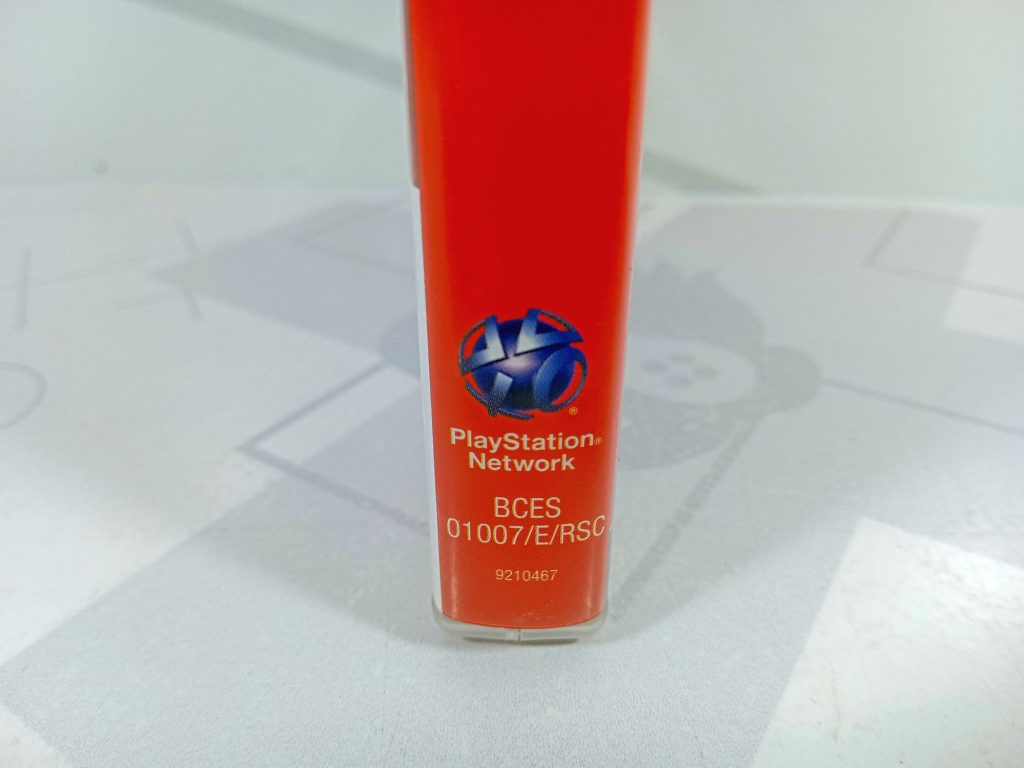 PlayStation®
Network
BCES
01007/E/RSC
9210467